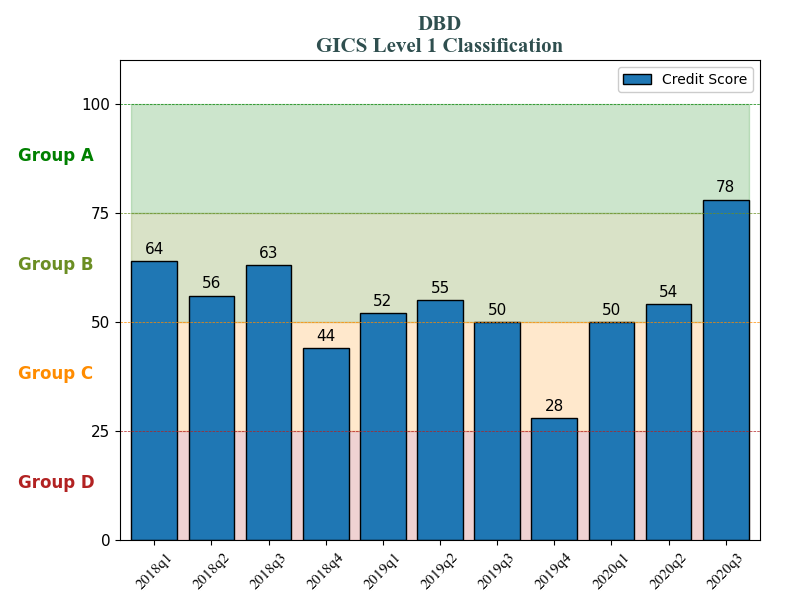 DBD
GICS Level 1 Classification
Credit Score
100
Group A
78
75
64
63
Group B
56
55
54
52
50
50
50
44
Group C
28
25
Group D
0
2018q1
2018q2
2018q3
2018q4
2019q1
2019q2
2019q3
2019q4
2020q1
2020q2
2020q3